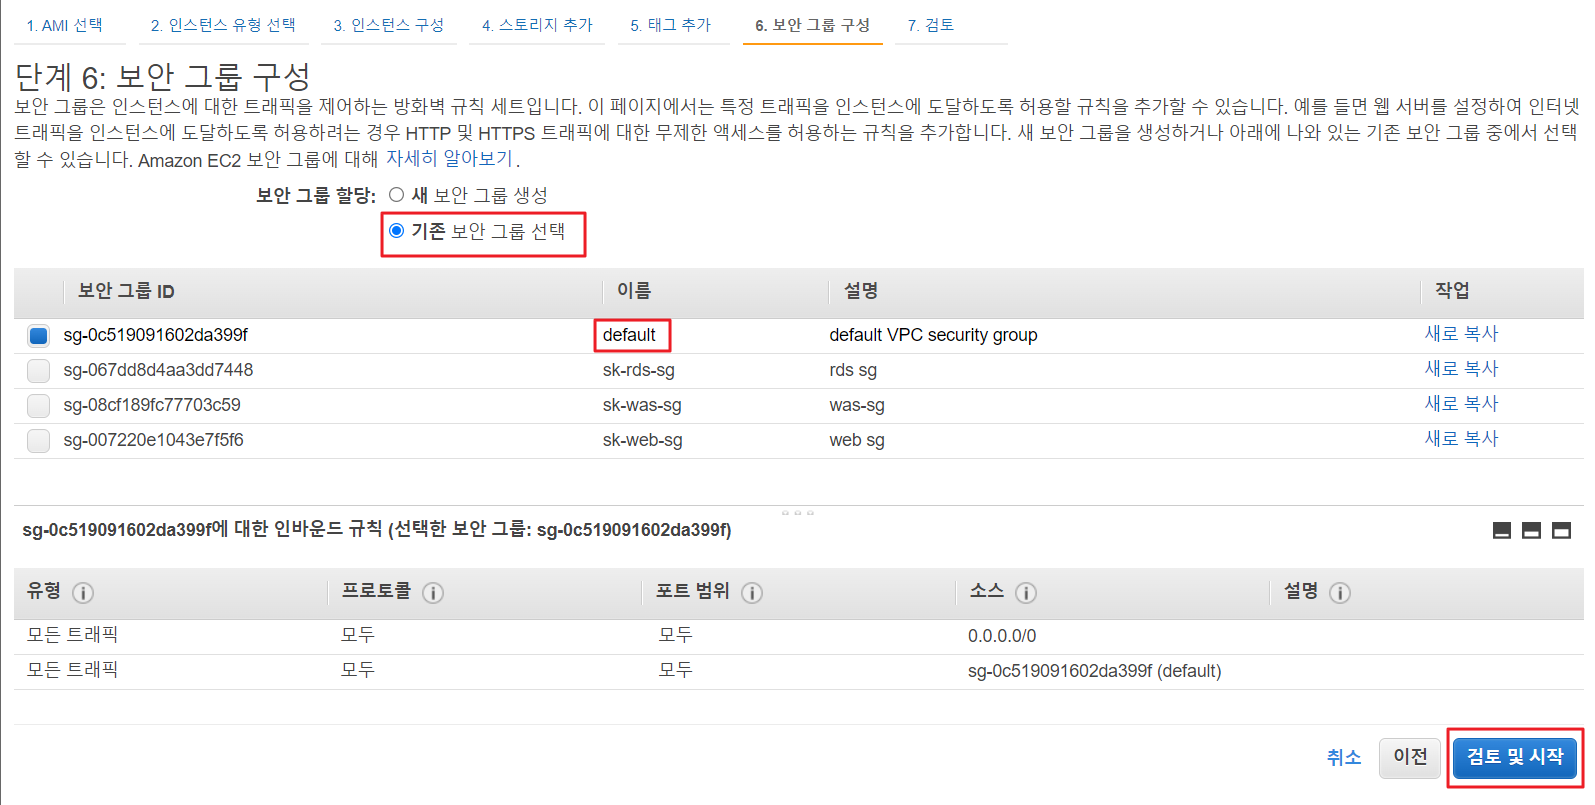 1. AMI 선택 2. 인스턴스 유형 선택 3. 인스턴스 구성 4. 스토리지 추가 5. 태그 추가 6. 보안 그룹 구성 7. 검토
단계 6: 보안 그룹 구성
보안 그룹은 인스턴스에 대한 트래픽을 제어하는 방화벽 규칙 세트입니다. 이 페이지에서는 특정 트래픽을 인스턴스에 도달하도록 허용할 규칙을 추가할 수 있습니다. 예를 들면 웹 서버를 설정하여 인터넷
트래픽을 인스턴스에 도달하도록 허용하려는 경우 HTTP 및 HTTPS 트래픽에 대한 무제한 액세스를 허용하는 규칙을 추가합니다. 새 보안 그룹을 생성하거나 아래에 나와 있는 기존 보안 그룹 중에서 선택
할 수 있습니다. Amazon EC2 보안 그룹에 대해 자세히 알아보기.
보안 그룹 할당: 새 보안 그룹 생성
기존 보안 그룹 선택
보안 그룹 ID 이름 설명 작업
sg-0c519091602da399f default default VPC security group 새로 복사
sg-067dd8d4aa3dd7448 sk-rds-sg rds sg 새로 복사
sg-08cf189fc77703c59 sk-was-sg was-sg 새로 복사
sg-007220e1043e7f5f6 sk-web-sg web sg 새로 복사
sg-0c519091602da399f에 대한 인바운드 규칙 (선택한 보안 그룹: sg-0c519091602da399f)
유형 프로토콜 포트 범위 소스 설명
모든 트래픽 모두 모두 0.0.0.0/0
모든 트래픽 모두 모두 sg-0c519091602da399f (default)
취소 이전 검토 및 시작